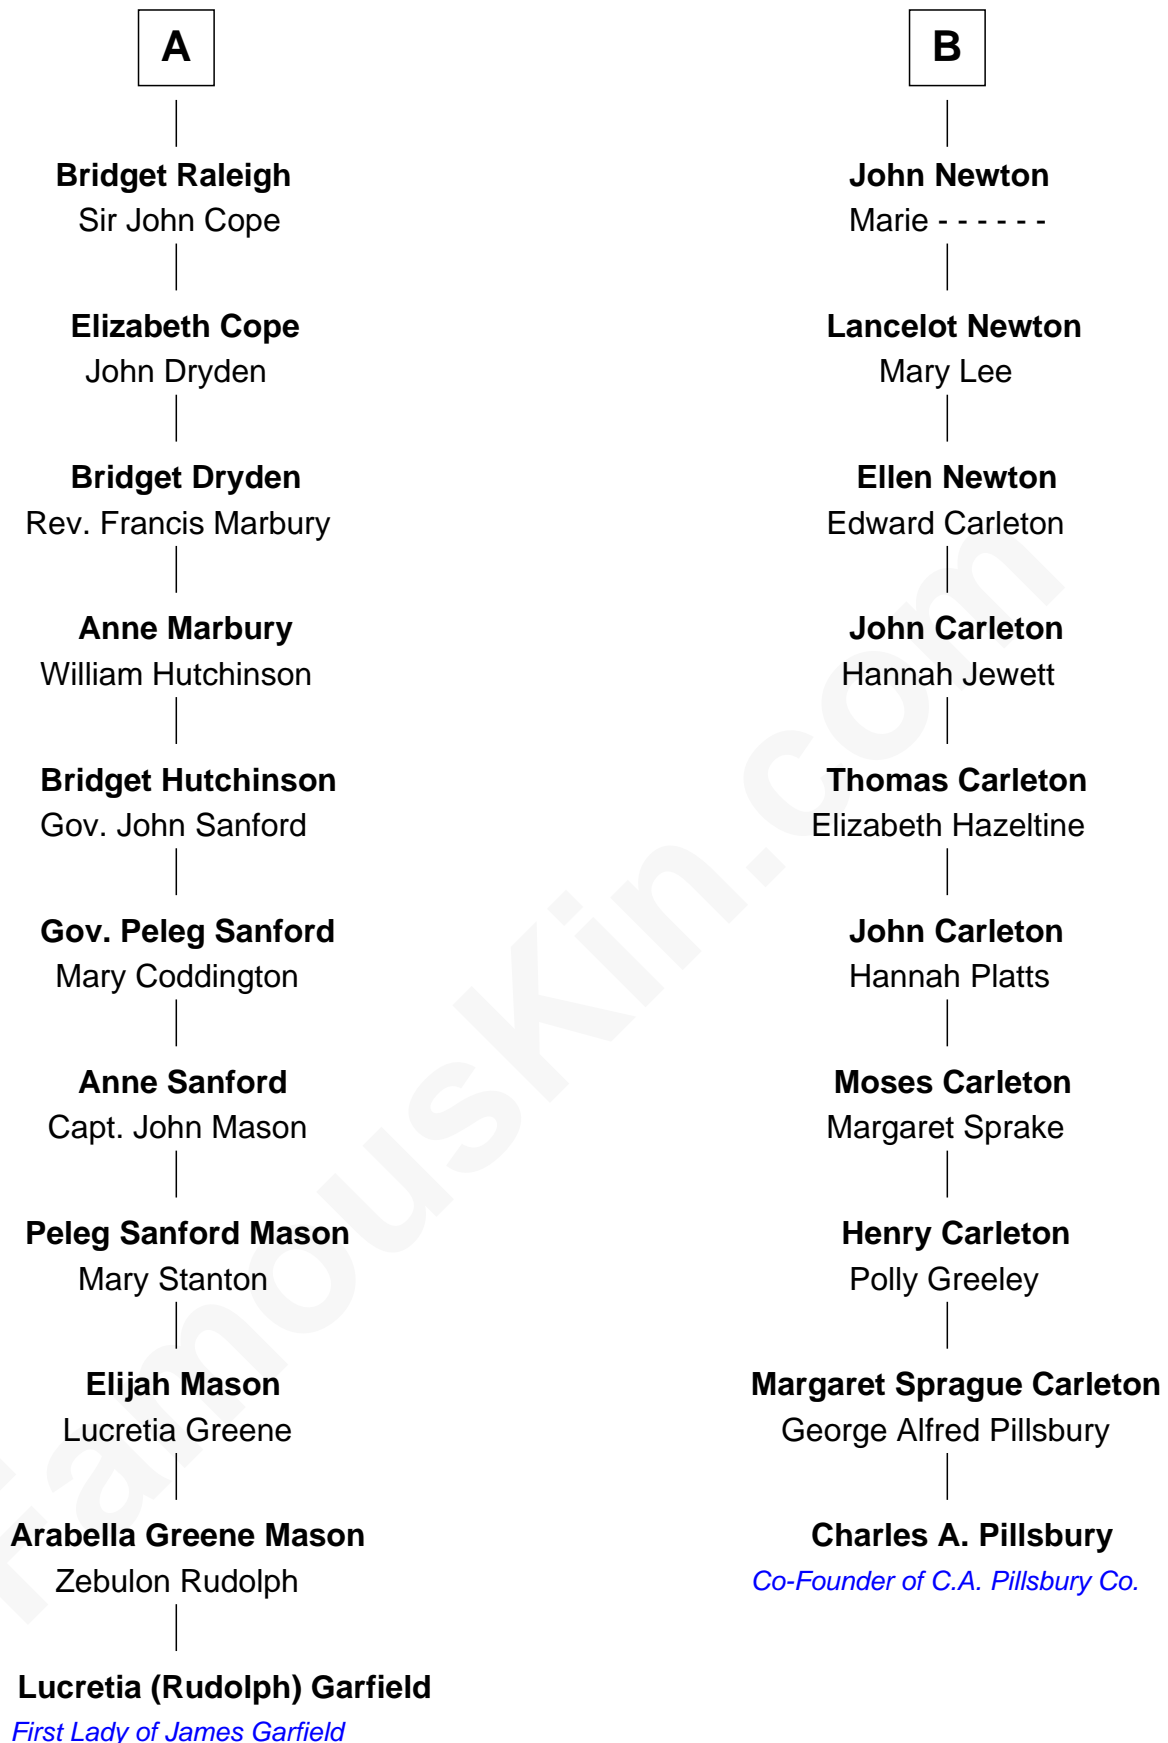 A
Bridget Raleigh
Sir John Cope
Elizabeth Cope
John Dryden
Bridget Dryden
Rev. Francis Marbury
Anne Marbury
William Hutchinson
Bridget Hutchinson
Gov. John Sanford
Gov. Peleg Sanford
Mary Coddington
Anne Sanford
Capt. John Mason
Peleg Sanford Mason
Mary Stanton
Elijah Mason
Lucretia Greene
Arabella Greene Mason
Zebulon Rudolph
Lucretia (Rudolph) Garfield
First Lady of James Garfield
B
John Newton
Marie - - - - - -
Lancelot Newton
Mary Lee
Ellen Newton
Edward Carleton
John Carleton
Hannah Jewett
Thomas Carleton
Elizabeth Hazeltine
John Carleton
Hannah Platts
Moses Carleton
Margaret Sprake
Henry Carleton
Polly Greeley
Margaret Sprague Carleton
George Alfred Pillsbury
Charles A. Pillsbury
Co-Founder of C.A. Pillsbury Co.
FamousKin.com